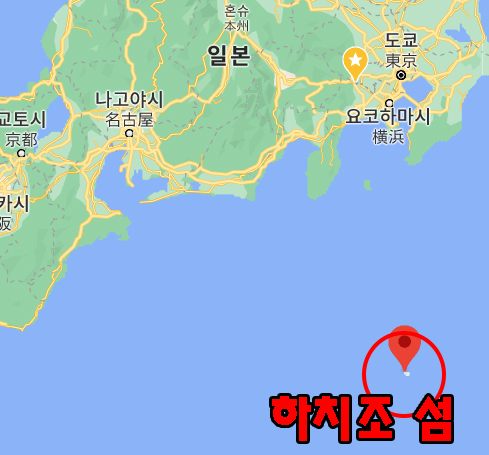 혼슈
本州
일본
도쿄
東京
나고야시
名古屋
요코하마시
横浜
교토시
京都
카시
阪
하치조 섬